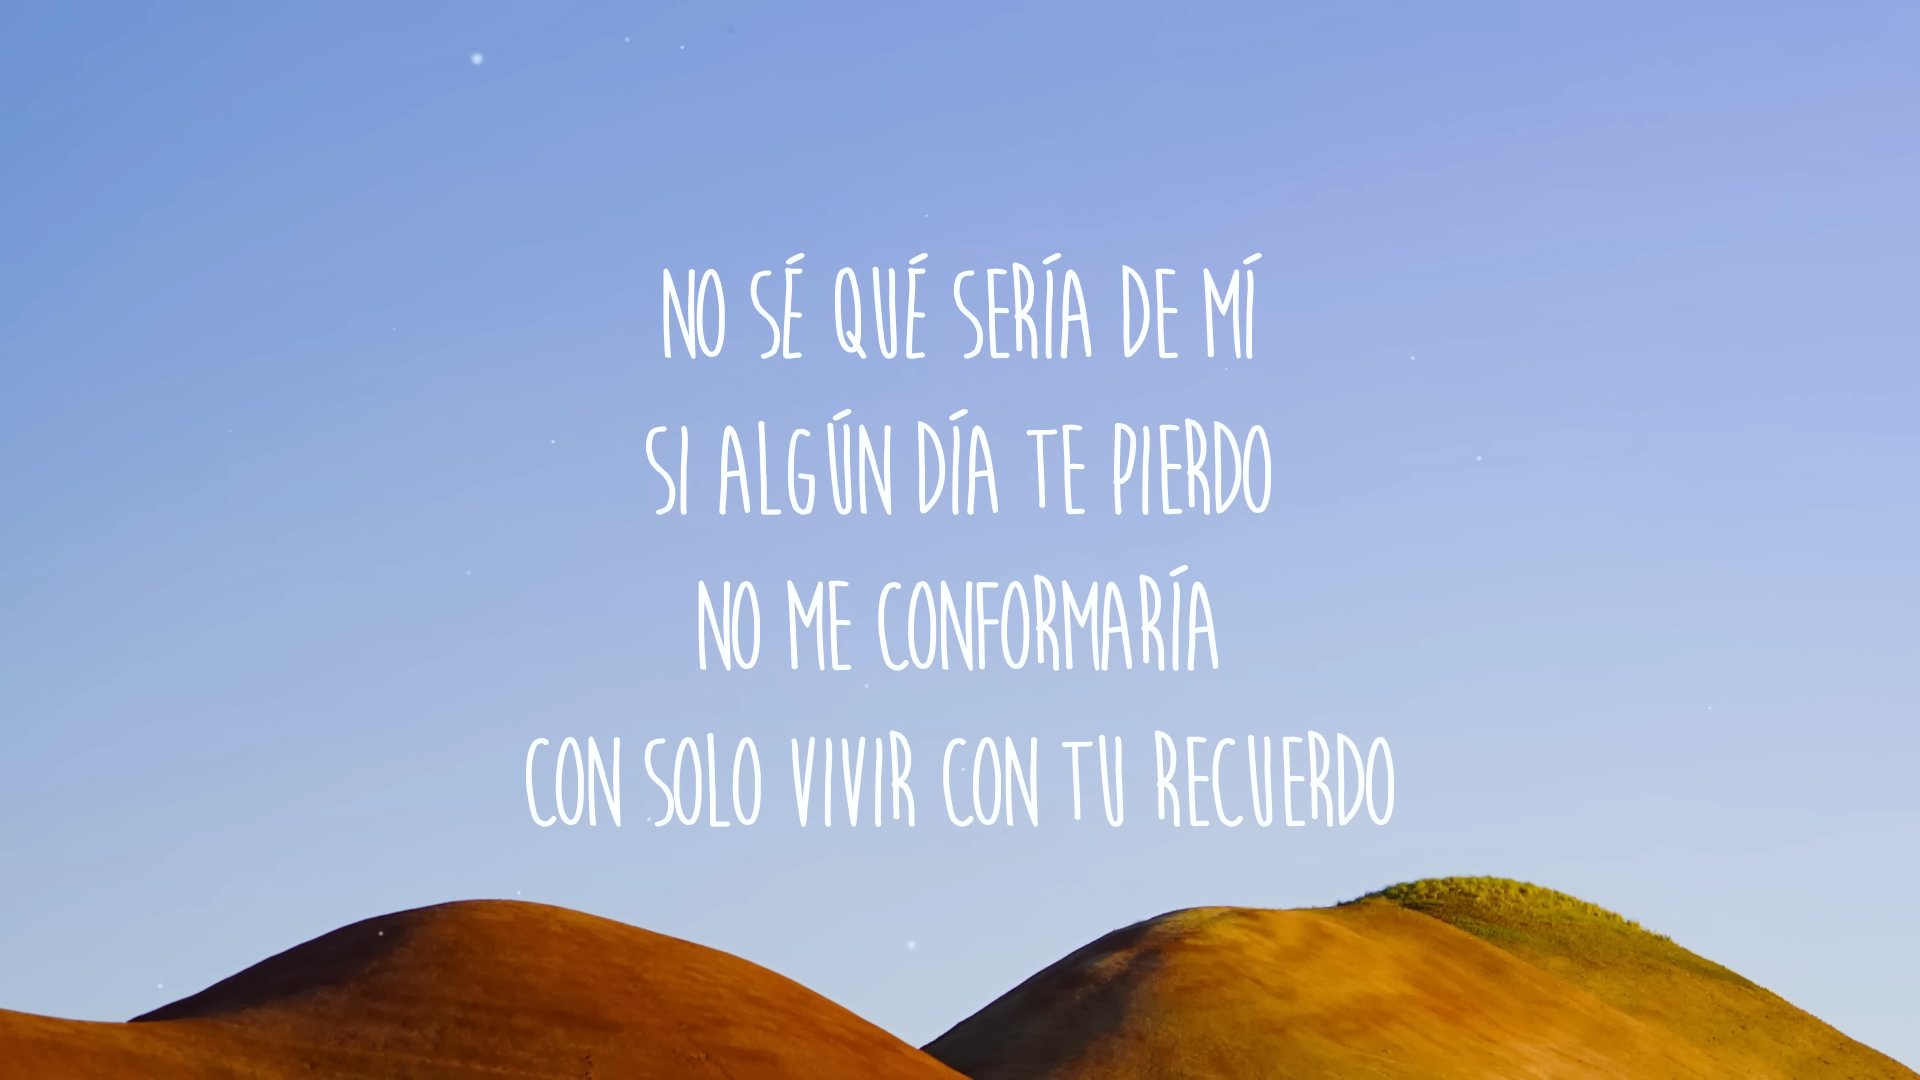 NO SÉ QUÉ SERÍA DE MÍ
SI ALGÚN DÍA TE PIERDO
NO ME CONFORMARÍA
CON SOLO VIVIR CON TU RECUERDO